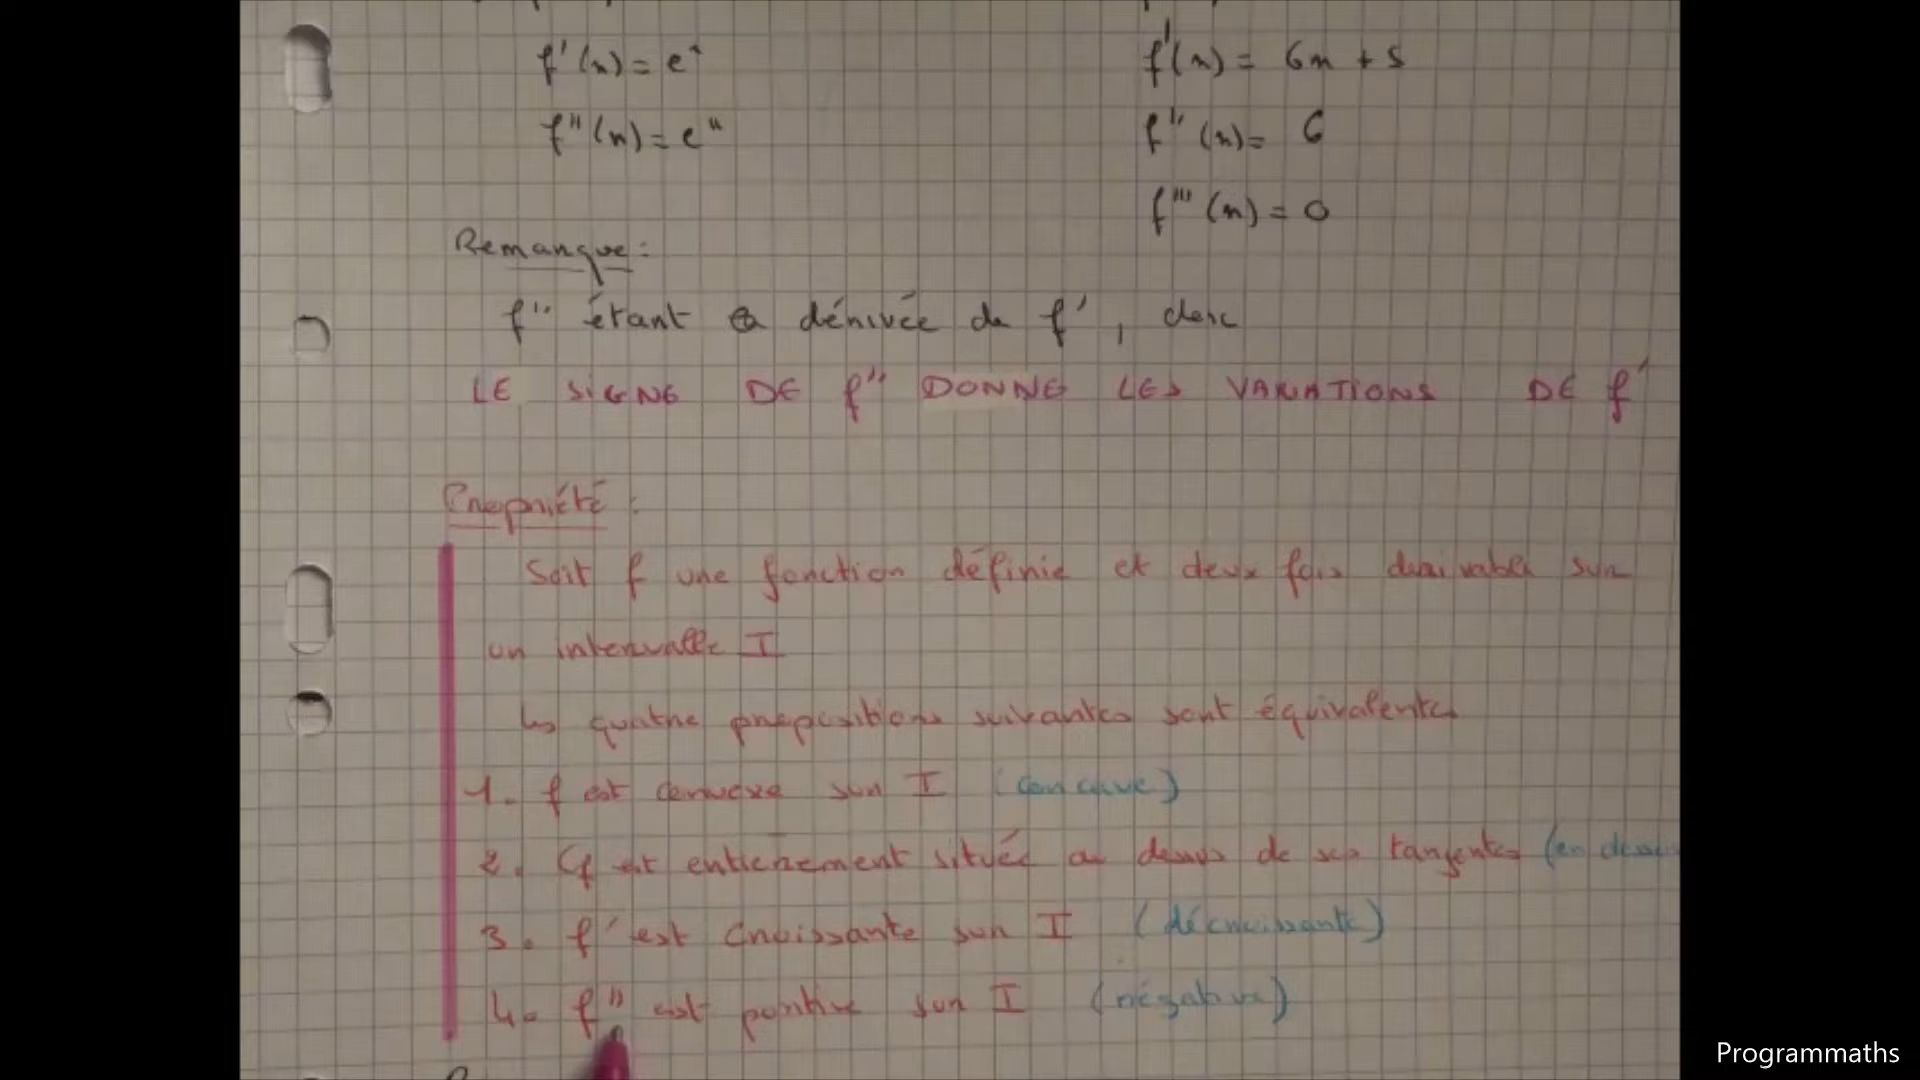 f'(x) = eˣ
f'(x) = 6x + 5
f''(x) = eˣ
f''(x) = 6
f'''(x) = 0
Remarque :
f'' étant la dérivée de f', donc
LE SIGNE DE f'' DONNE LES VARIATIONS DE f'
Propriété :
Soit f une fonction définie et deux fois dérivable sur
un intervalle I
Les quatre propositions suivantes sont équivalentes
1. f est convexe sur I (concave)
2. Cf est entièrement située au dessus de ses tangentes (en
3. f' est croissante sur I (décroissante)
4. f'' est positive sur I (négative)
Programmaths